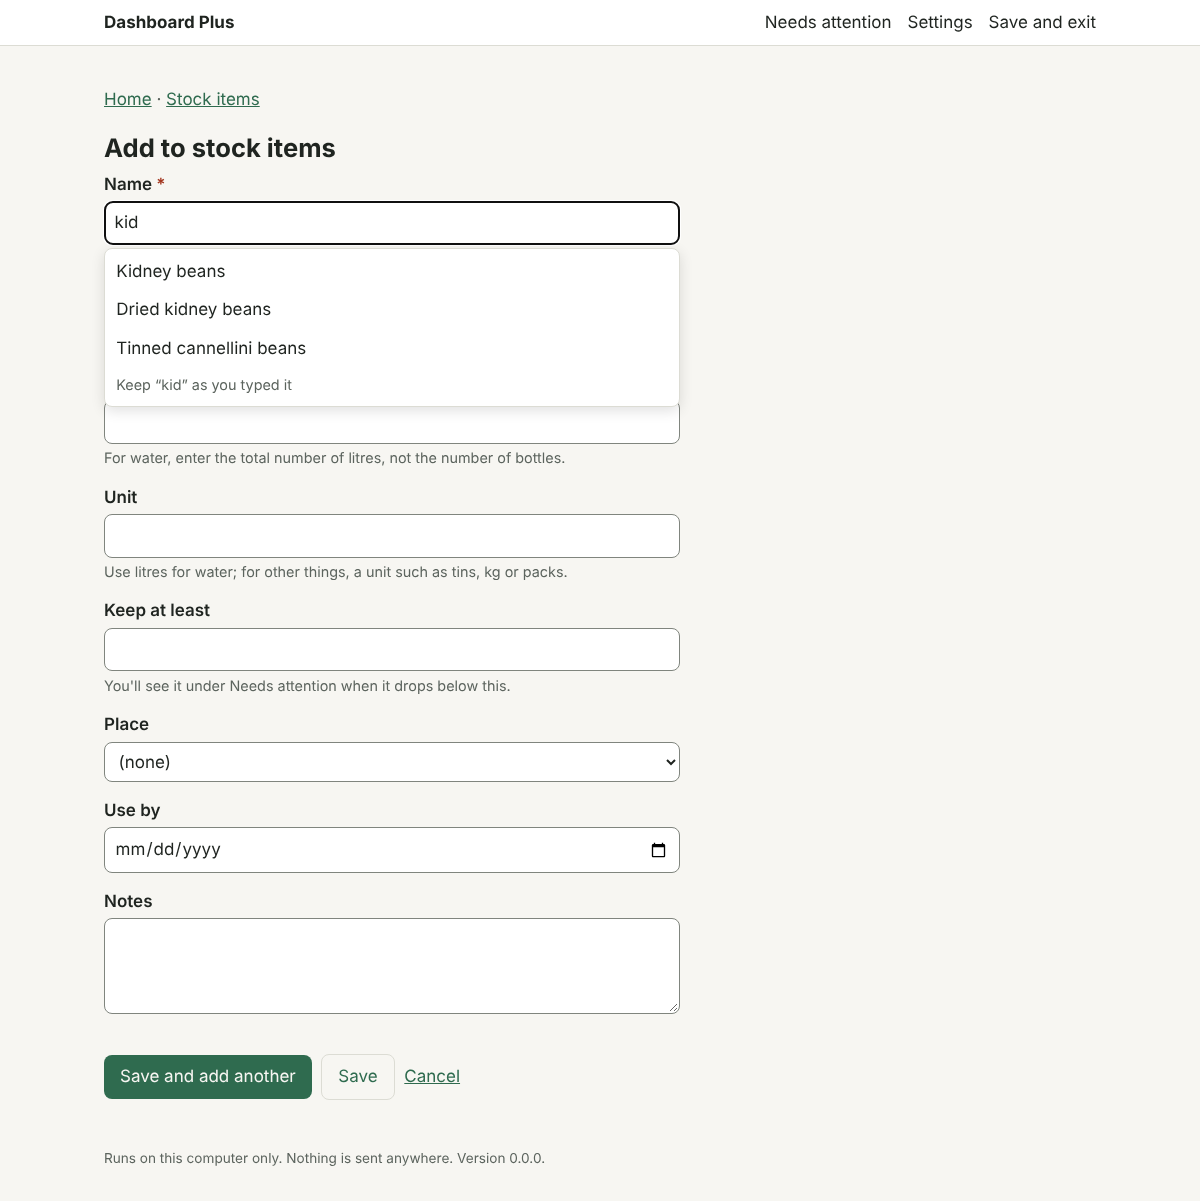 Dashboard Plus
Needs attention Settings Save and exit
Home · Stock items
Add to stock items
Name *
kid
Kidney beans
Dried kidney beans
Tinned cannellini beans
Keep “kid” as you typed it
For water, enter the total number of litres, not the number of bottles.
Unit
Use litres for water; for other things, a unit such as tins, kg or packs.
Keep at least
You'll see it under Needs attention when it drops below this.
Place
(none)
Use by
mm/dd/yyyy
Notes
Save and add another Save Cancel
Runs on this computer only. Nothing is sent anywhere. Version 0.0.0.